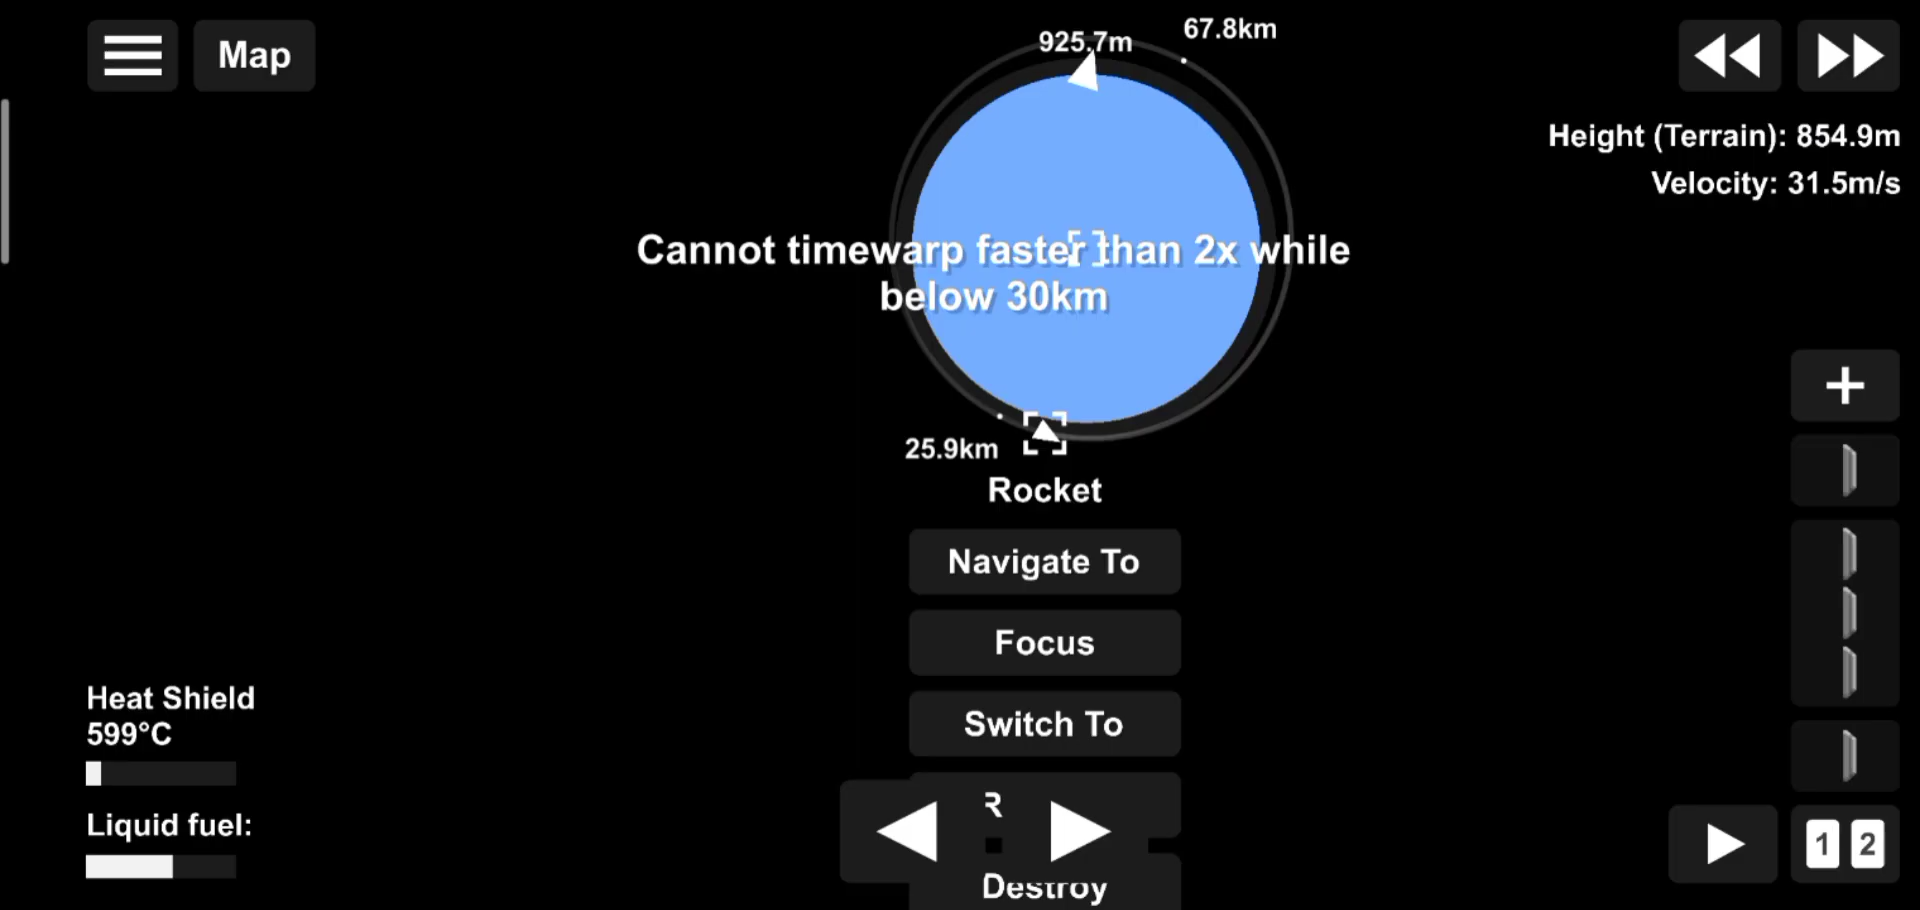 Map
925.7m
67.8km
Height (Terrain): 854.9m
Velocity: 31.5m/s
Cannot timewarp faster than 2x while
below 30km
25.9km
Rocket
Navigate To
Focus
Switch To
Heat Shield
599°C
Liquid fuel:
Destroy
1 2